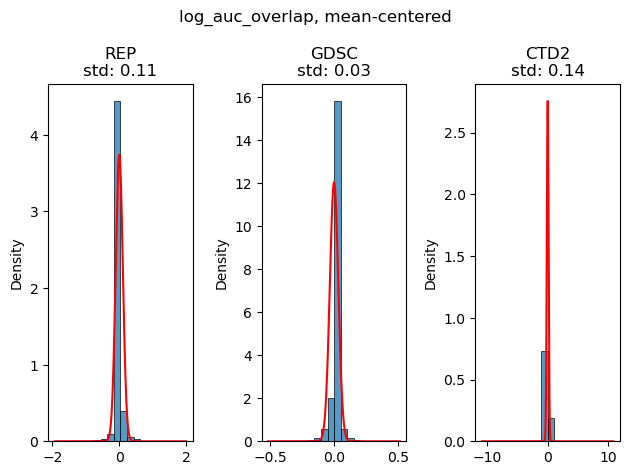 log_auc_overlap, mean-centered
REP
std: 0.11
GDSC
std: 0.03
CTD2
std: 0.14
Density
4
3
2
1
0
−2
0
2
Density
16
14
12
10
8
6
4
2
0
−0.5
0.0
0.5
Density
2.5
2.0
1.5
1.0
0.5
0.0
−10
0
10